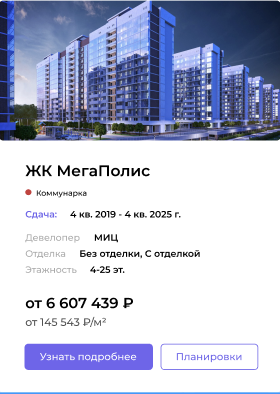 ЖК МегаПолис
Коммунарка
Сдача: 4 кв. 2019 - 4 кв. 2025 г.
Девелопер МИЦ
Отделка Без отделки, С отделкой
Этажность 4-25 эт.
от 6 607 439 ₽
от 145 543 ₽/м²
Узнать подробнее Планировки